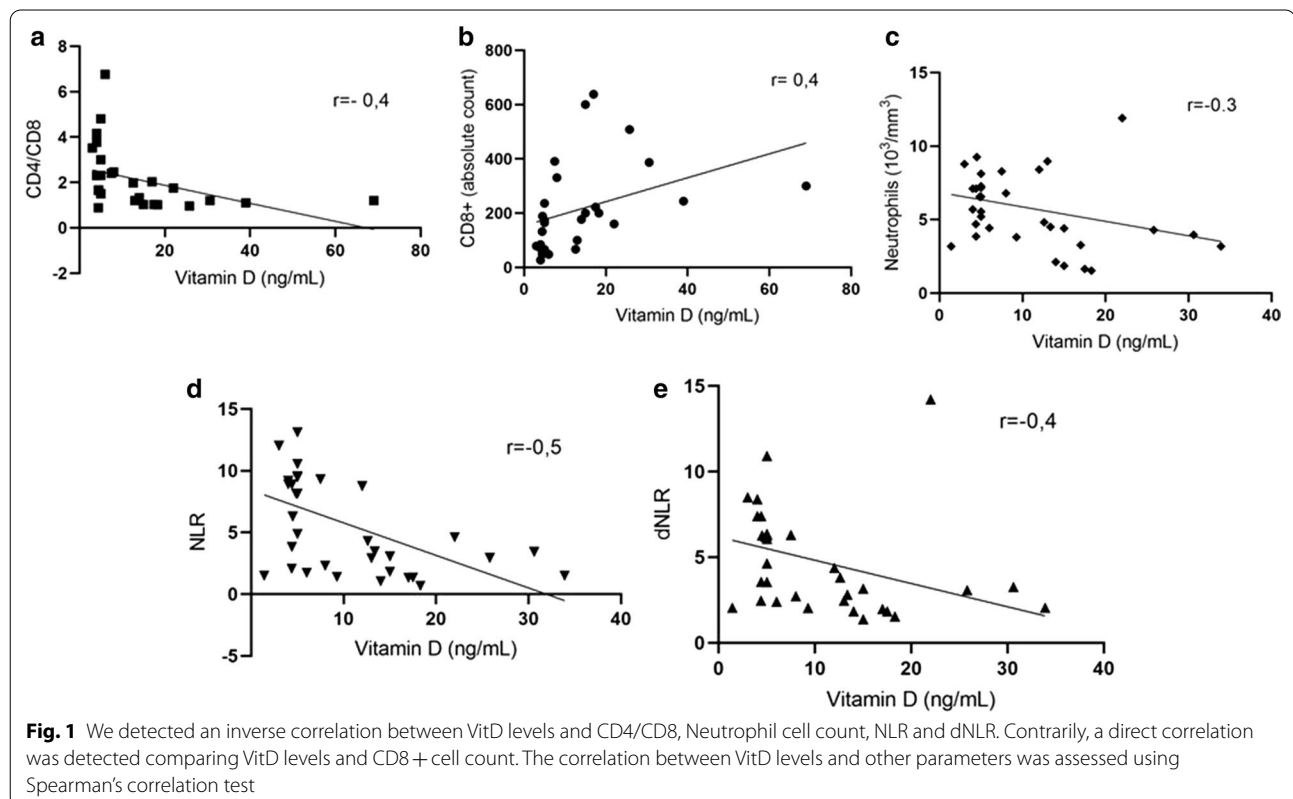 a
8
6
4
2
0
-2
CD4/CD8
r=- 0,4
20
40
60
80
Vitamin D (ng/mL)
b
800
600
400
200
0
CD8+ (absolute count)
r= 0,4
0
20
40
60
80
Vitamin D (ng/mL)
c
15
10
5
0
Neutrophils (10³/mm³)
r=-0.3
0
10
20
30
40
Vitamin D (ng/mL)
d
15
10
5
0
-5
NLR
r=-0,5
10
20
30
40
Vitamin D (ng/mL)
e
15
10
5
0
dNLR
r=-0,4
0
10
20
30
40
Vitamin D (ng/mL)
Fig. 1 We detected an inverse correlation between VitD levels and CD4/CD8, Neutrophil cell count, NLR and dNLR. Contrarily, a direct correlation
was detected comparing VitD levels and CD8 + cell count. The correlation between VitD levels and other parameters was assessed using
Spearman's correlation test